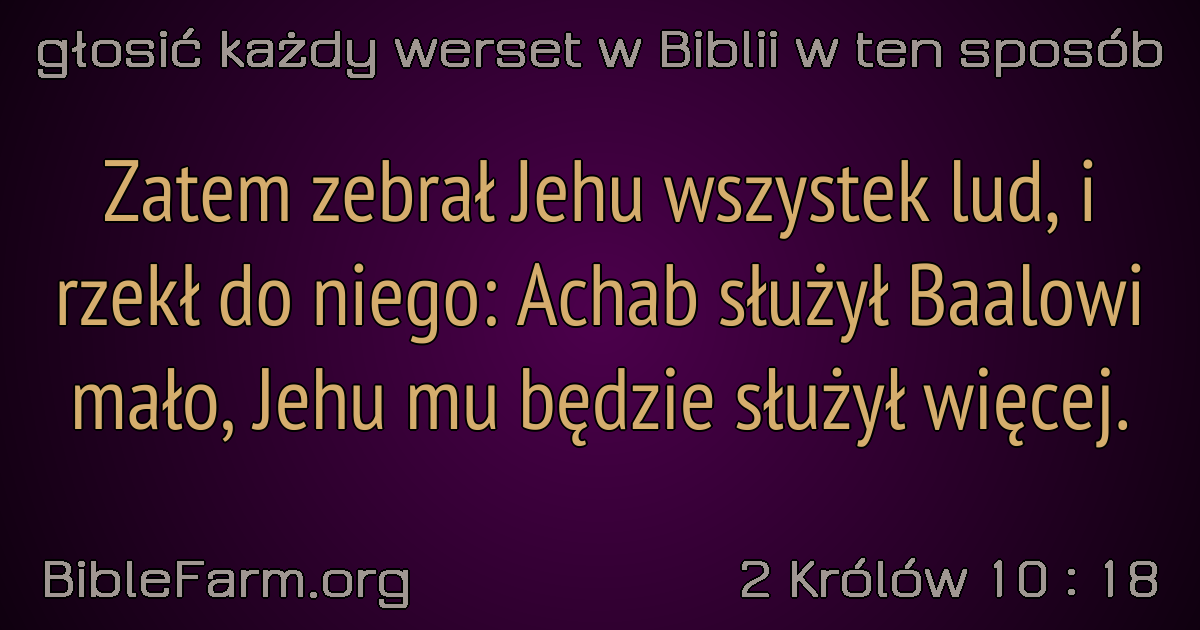 głosić każdy werset w Biblii w ten sposób
Zatem zebrał Jehu wszystek lud, i
rzekł do niego: Achab służył Baalowi
mało, Jehu mu będzie służył więcej.
BibleFarm.org
2 Królów 10 : 18